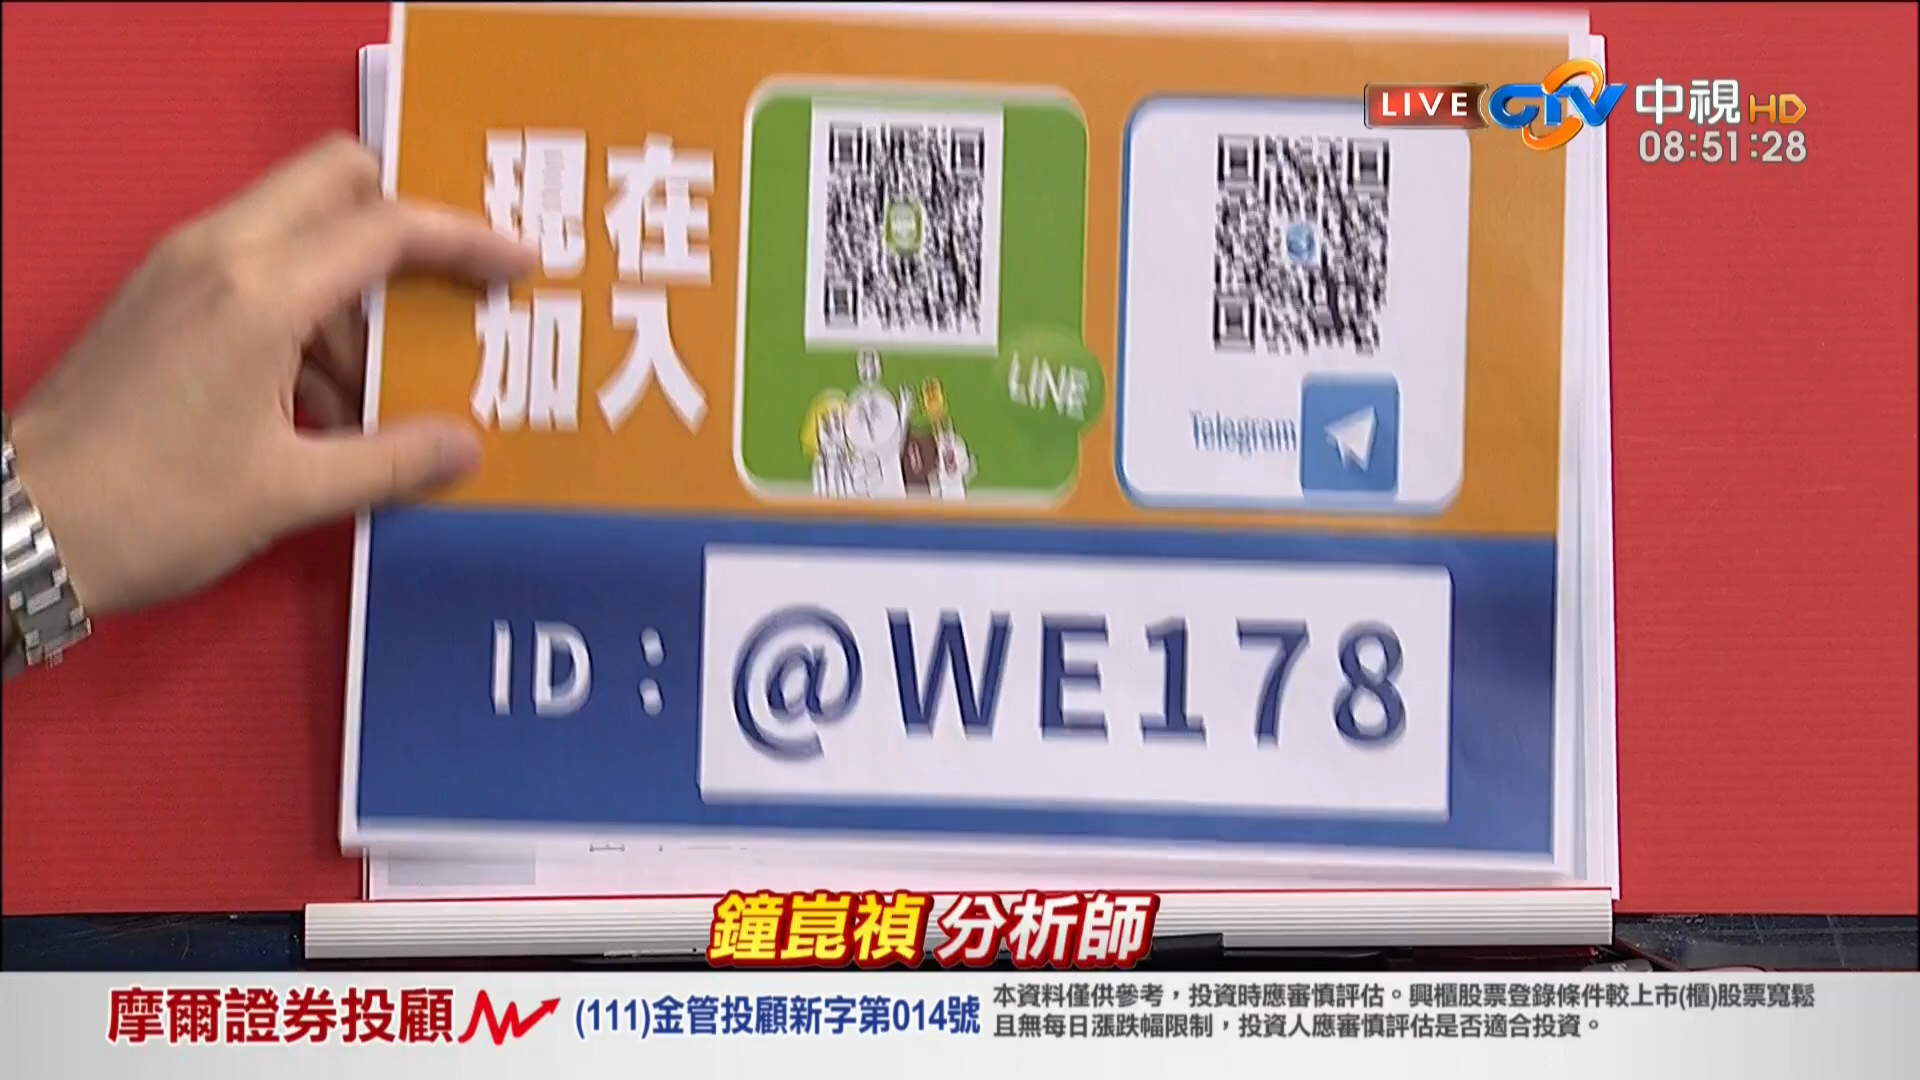 LIVE CTV 中視HD
08:51:28
現在
加入
LINE
Telegram
ID：@WE178
鐘崑禎 分析師
摩爾證券投顧
(111)金管投顧新字第014號
本資料僅供參考，投資時應審慎評估。興櫃股票登錄條件較上市(櫃)股票寬鬆
且無每日漲跌幅限制，投資人應審慎評估是否適合投資。